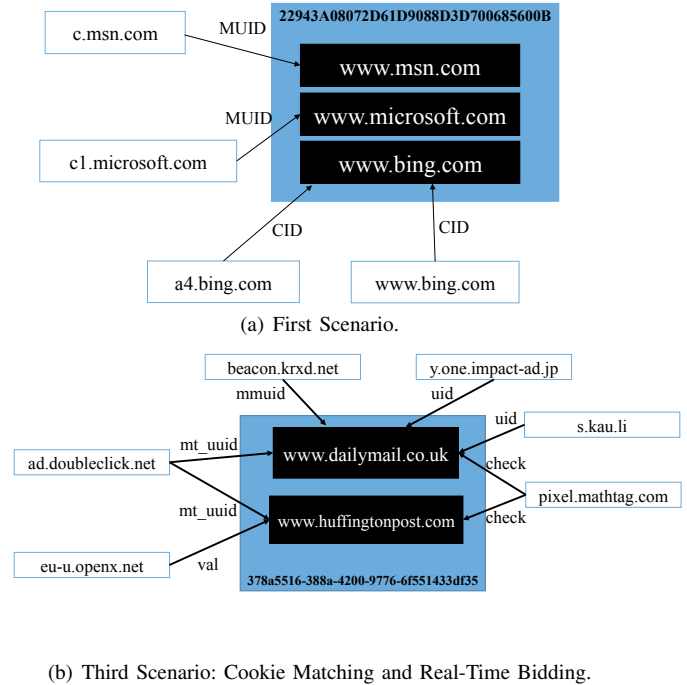 22943A08072D61D9088D3D700685600B
c.msn.com
MUID
www.msn.com
MUID
www.microsoft.com
c1.microsoft.com
www.bing.com
CID
CID
a4.bing.com
www.bing.com
(a) First Scenario.
beacon.krxd.net
y.one.impact-ad.jp
mmuid
uid
uid
s.kau.li
mt_uuid
www.dailymail.co.uk
ad.doubleclick.net
check
pixel.mathtag.com
mt_uuid
www.huffingtonpost.com
check
eu-u.openx.net
val
378a5516-388a-4200-9776-6f551433df35
(b) Third Scenario: Cookie Matching and Real-Time Bidding.